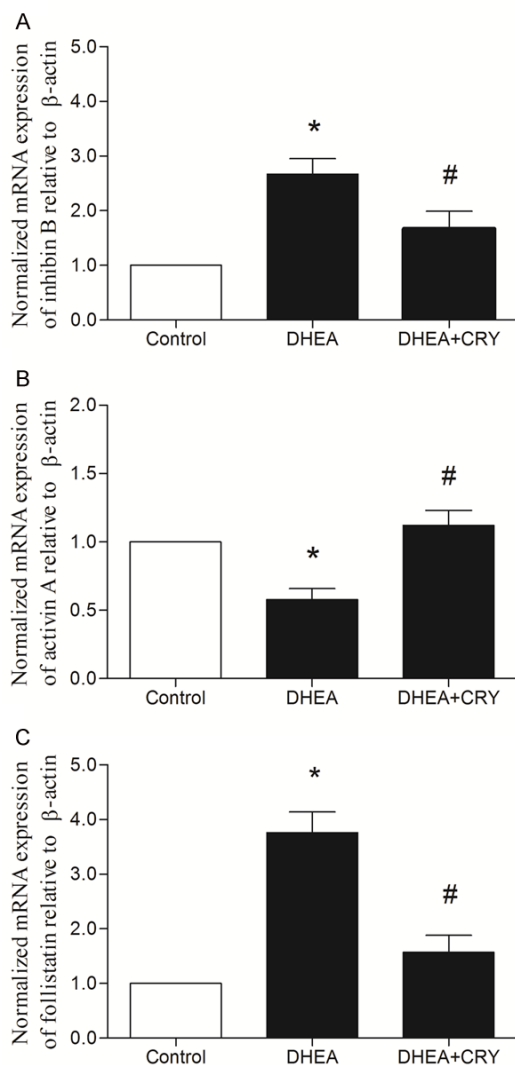 A
Normalized mRNA expression
of inhibin B relative to β-actin
5.0
4.0
3.0
2.0
1.0
0.0
*
#
Control DHEA DHEA+CRY
B
Normalized mRNA expression
of activin A relative to β-actin
2.0
1.5
1.0
0.5
0.0
*
#
Control DHEA DHEA+CRY
C
Normalized mRNA expression
of follistatin relative to β-actin
5.0
4.0
3.0
2.0
1.0
0.0
*
#
Control DHEA DHEA+CRY